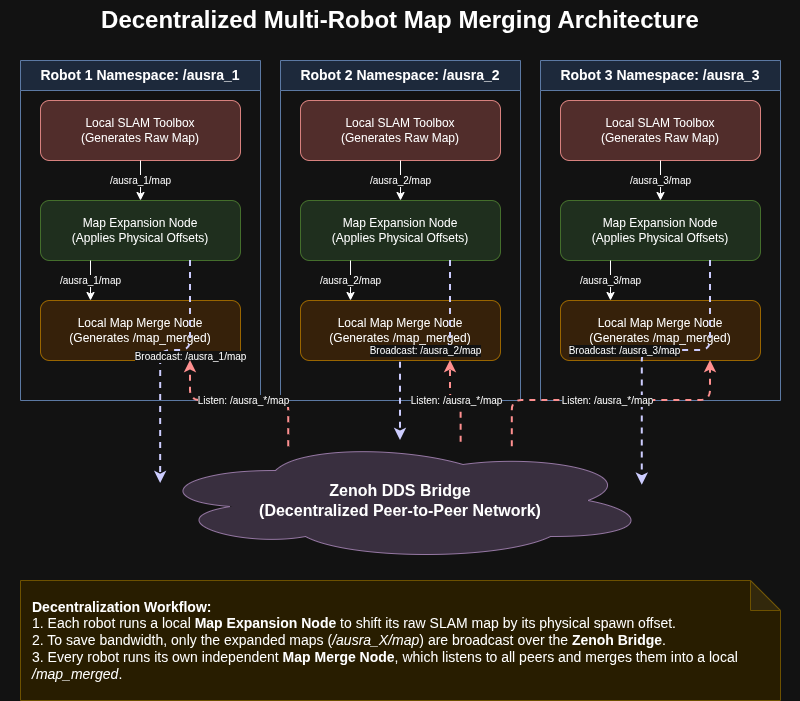 Decentralized Multi-Robot Map Merging Architecture
Robot 1 Namespace: /ausra_1
Local SLAM Toolbox
(Generates Raw Map)
/ausra_1/map
Map Expansion Node
(Applies Physical Offsets)
/ausra_1/map
Local Map Merge Node
(Generates /map_merged)
Broadcast: /ausra_1/map
Listen: /ausra_*/map
Robot 2 Namespace: /ausra_2
Local SLAM Toolbox
(Generates Raw Map)
/ausra_2/map
Map Expansion Node
(Applies Physical Offsets)
/ausra_2/map
Local Map Merge Node
(Generates /map_merged)
Broadcast: /ausra_2/map
Listen: /ausra_*/map
Robot 3 Namespace: /ausra_3
Local SLAM Toolbox
(Generates Raw Map)
/ausra_3/map
Map Expansion Node
(Applies Physical Offsets)
/ausra_3/map
Local Map Merge Node
(Generates /map_merged)
Broadcast: /ausra_3/map
Listen: /ausra_*/map
Zenoh DDS Bridge
(Decentralized Peer-to-Peer Network)
Decentralization Workflow:
1. Each robot runs a local Map Expansion Node to shift its raw SLAM map by its physical spawn offset.
2. To save bandwidth, only the expanded maps (/ausra_X/map) are broadcast over the Zenoh Bridge.
3. Every robot runs its own independent Map Merge Node, which listens to all peers and merges them into a local
/map_merged.